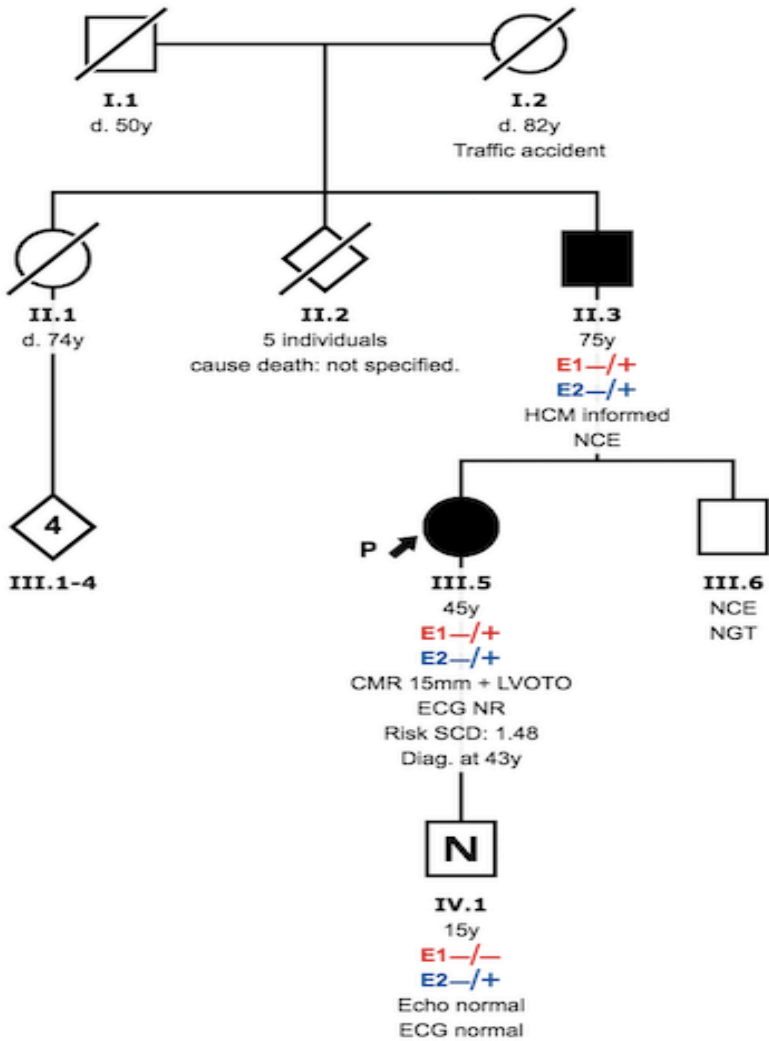 I.1
d. 50y
I.2
d. 82y
Traffic accident
II.1
d. 74y
II.2
5 individuals
cause death: not specified.
II.3
75y
E1—/+
E2—/+
HCM informed
NCE
4
III.1-4
P
III.5
45y
E1—/+
E2—/+
CMR 15mm + LVOTO
ECG NR
Risk SCD: 1.48
Diag. at 43y
III.6
NCE
NGT
N
IV.1
15y
E1—/—
E2—/+
Echo normal
ECG normal